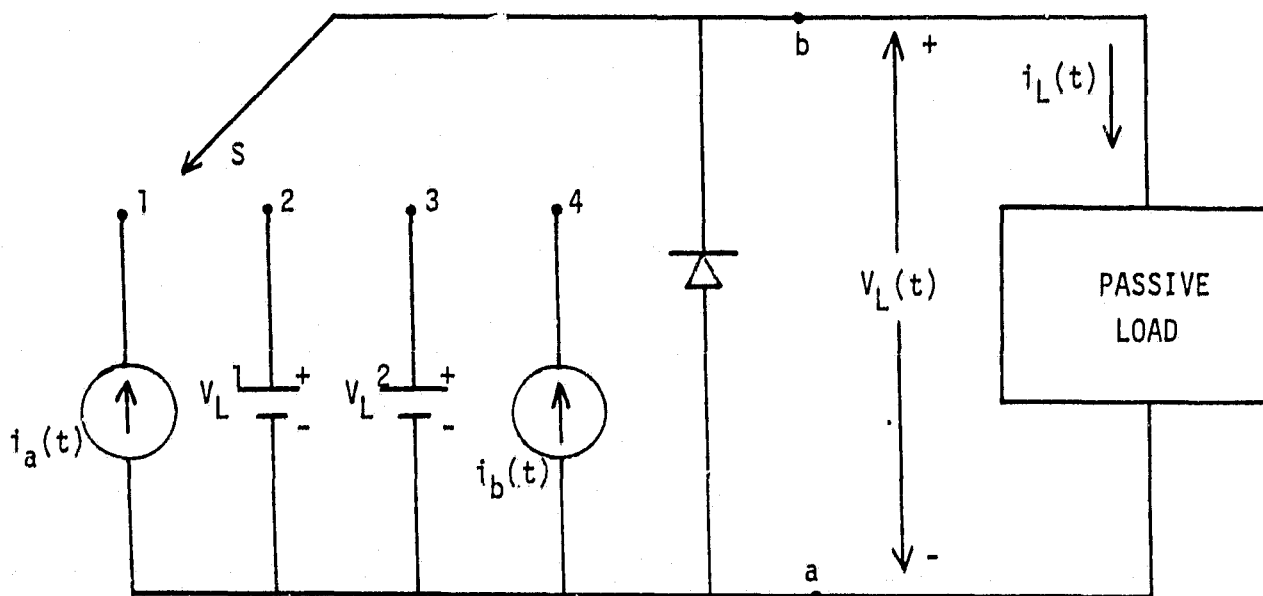 b
+
i_L(t)
S
1
2
3
4
V_L(t)
PASSIVE
LOAD
i_a(t)
V_L^1
+
-
V_L^2
+
-
i_b(t)
a
-